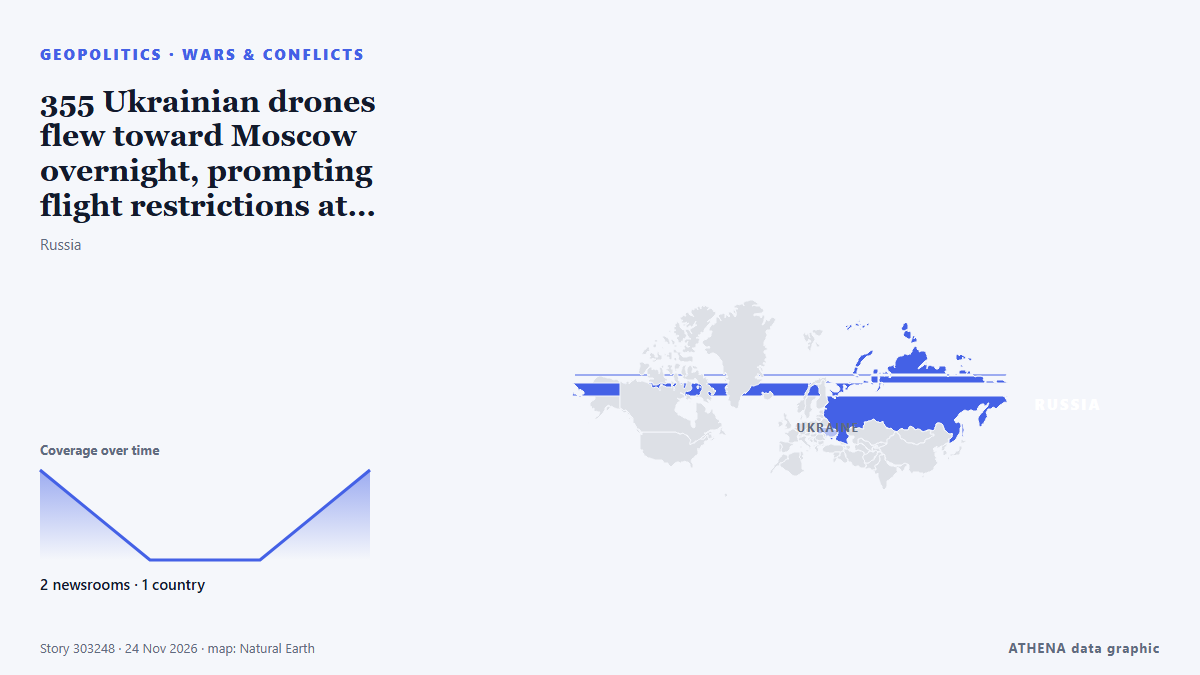 GEOPOLITICS · WARS & CONFLICTS
355 Ukrainian drones
flew toward Moscow
overnight, prompting
flight restrictions at...
Russia
RUSSIA
UKRAINE
Coverage over time
2 newsrooms · 1 country
Story 303248 · 24 Nov 2026 · map: Natural Earth
ATHENA data graphic